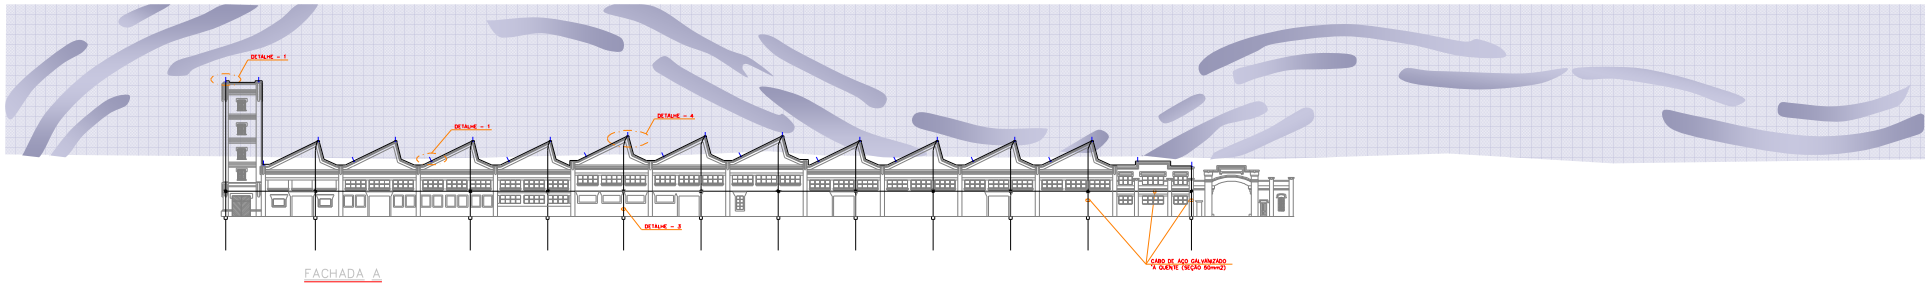 DETALHE - 1
DETALHE - 4
DETALHE - 1
DETALHE - 3
CABO DE AÇO GALVANIZADO
'A QUENTE (SEÇÃO 50mm2)
FACHADA A